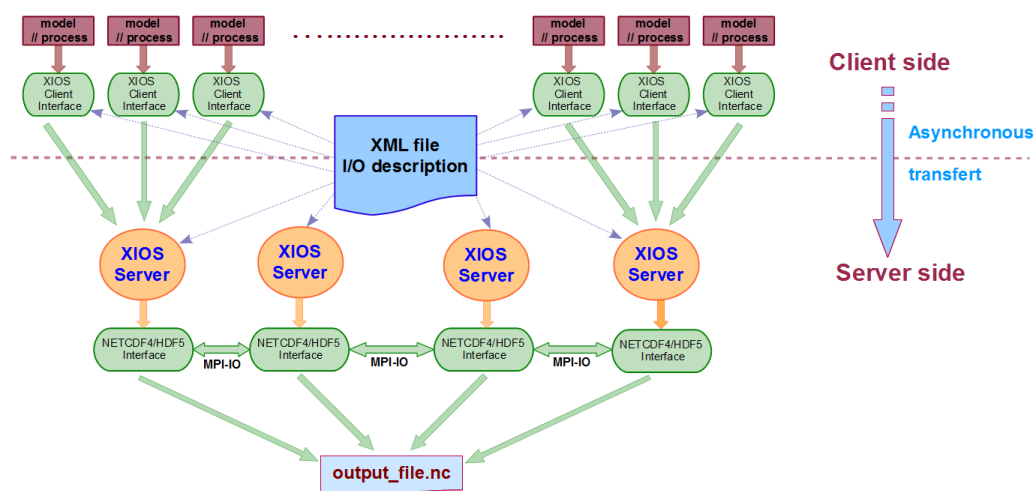 model
// process
model
// process
model
// process
model
// process
model
// process
model
// process
XIOS
Client
Interface
XIOS
Client
Interface
XIOS
Client
Interface
XIOS
Client
Interface
XIOS
Client
Interface
XIOS
Client
Interface
Client side
XML file
I/O description
Asynchronous
transfert
XIOS
Server
XIOS
Server
XIOS
Server
XIOS
Server
Server side
NETCDF4/HDF5
Interface
NETCDF4/HDF5
Interface
NETCDF4/HDF5
Interface
NETCDF4/HDF5
Interface
MPI-IO
MPI-IO
MPI-IO
output_file.nc